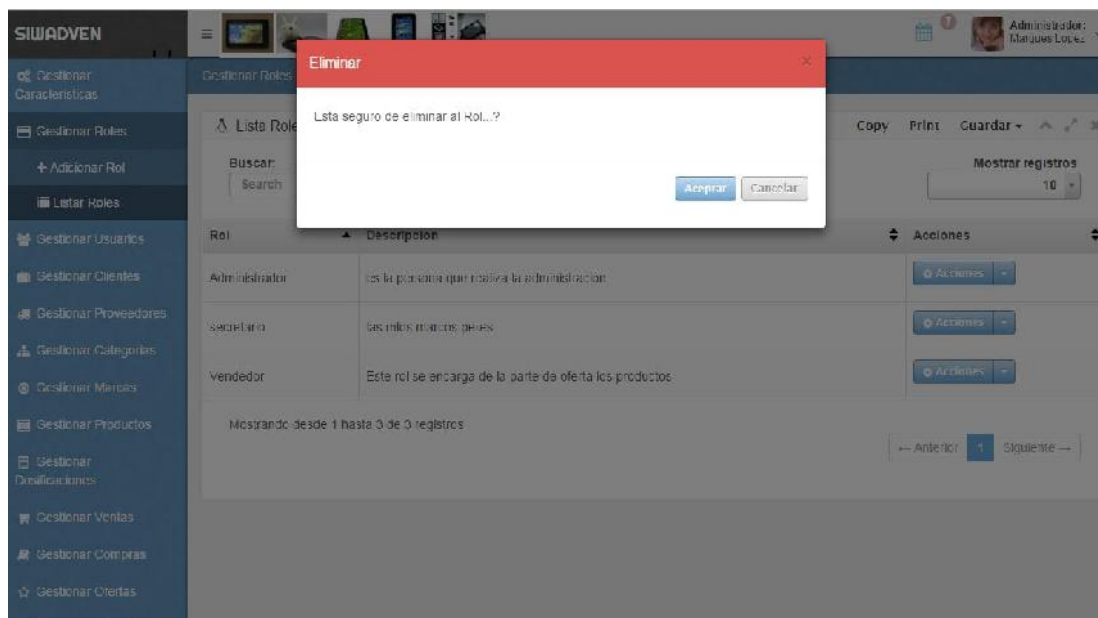 SIWADVEN
Administrador:
Marques Lopez
Gestionar
Caracteristicas
Gestionar Roles
Adicionar Rol
Listar Roles
Gestionar Usuarios
Gestionar Clientes
Gestionar Proveedores
Gestionar Categorias
Gestionar Marcas
Gestionar Productos
Gestionar
Dosificaciones
Gestionar Ventas
Gestionar Compras
Gestionar Ofertas
Gestionar Roles
Eliminar ×
Esta seguro de eliminar al Rol...?
Aceptar Cancelar
Lista Role
Copy Print Guardar
Buscar:
Search
Mostrar registros
10
Rol Descripcion Acciones
Administrador es la persona que realiza la administracion Acciones
secretario marcos Acciones
Vendedor Este rol se encarga de la parte de oferta los productos Acciones
Mostrando desde 1 hasta 3 de 3 registros
← Anterior 1 Siguiente →